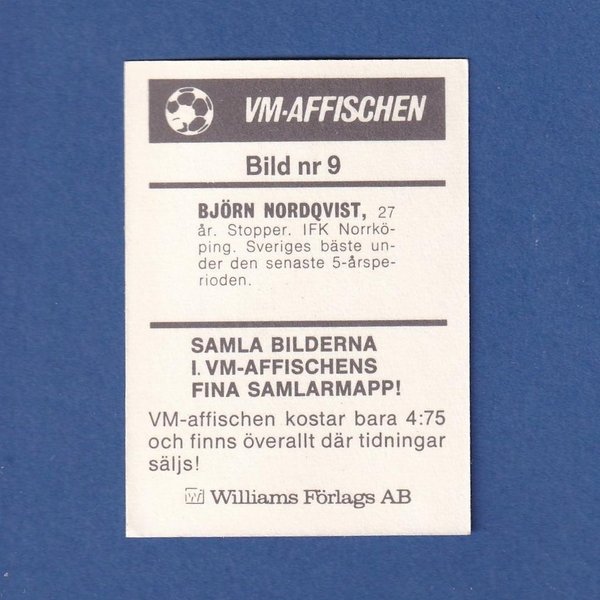 VM-AFFISCHEN
Bild nr 9
BJÖRN NORDQVIST, 27
år. Stopper. IFK Norrkö-
ping. Sveriges bäste un-
der den senaste 5-årspe-
rioden.
SAMLA BILDERNA
I. VM-AFFISCHENS
FINA SAMLARMAPP!
VM-affischen kostar bara 4:75
och finns överallt där tidningar
säljs!
Williams Förlags AB